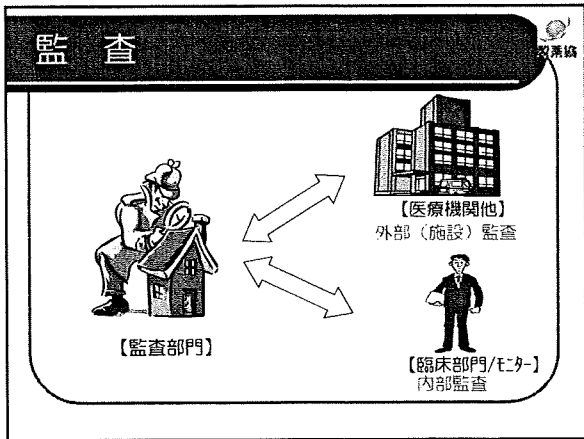 監 査
製薬協
【医療機関他】
外部（施設）監査
【監査部門】
【臨床部門/ﾓﾆﾀｰ】
内部監査